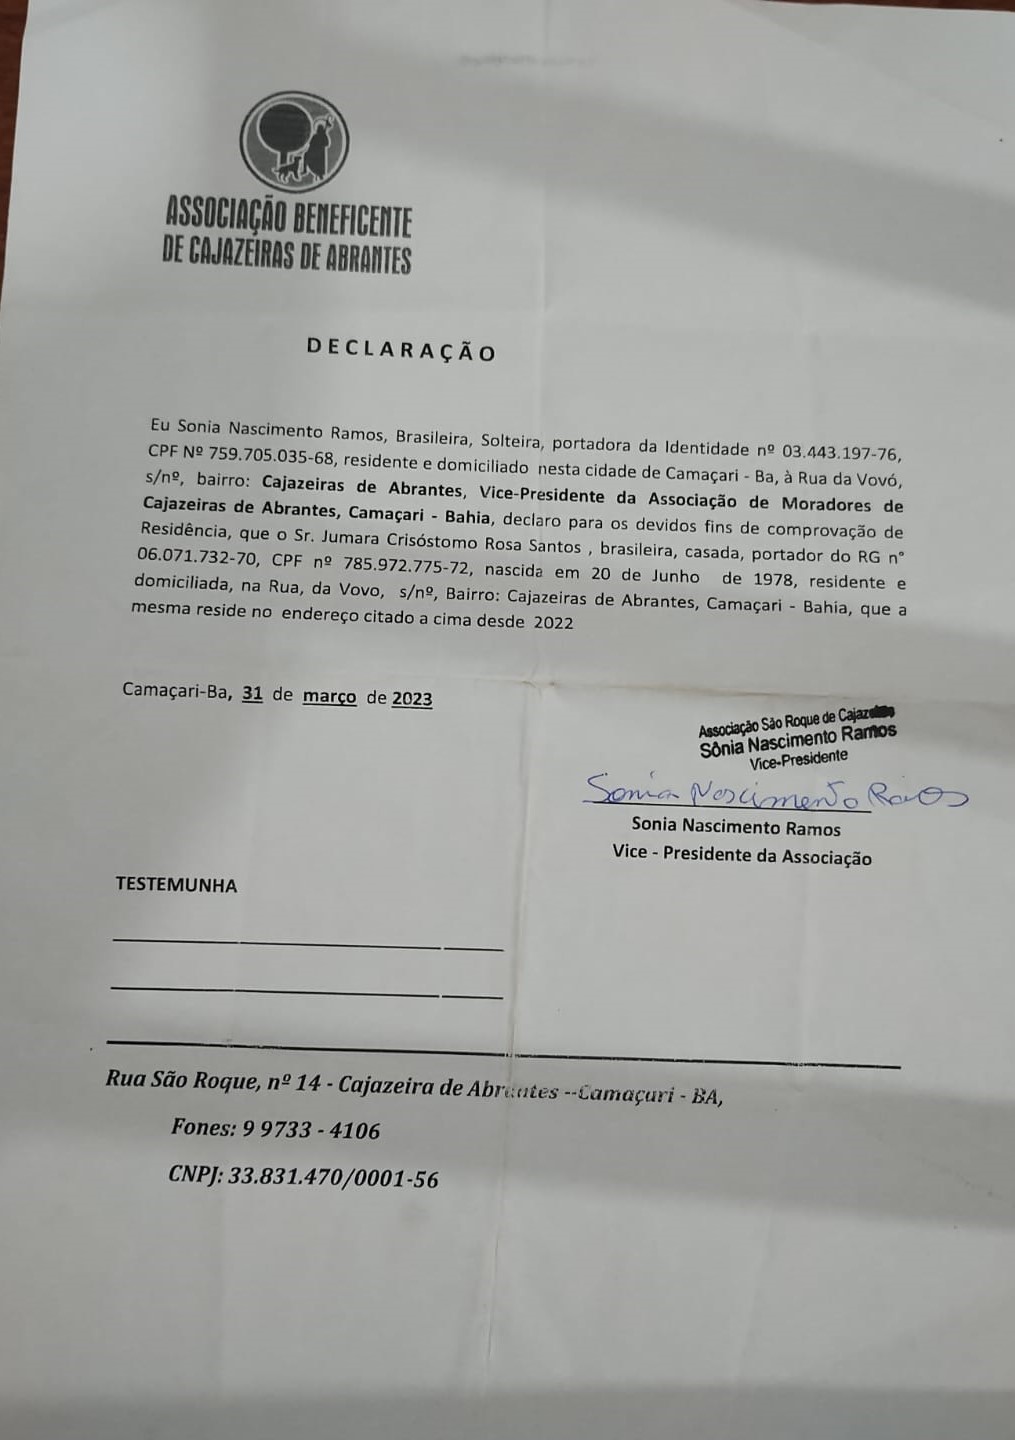 ASSOCIAÇÃO BENEFICENTE
DE CAJAZEIRAS DE ABRANTES
DECLARAÇÃO
Eu Sonia Nascimento Ramos, Brasileira, Solteira, portadora da Identidade nº 03.443.197-76,
CPF Nº 759.705.035-68, residente e domiciliado nesta cidade de Camaçari - Ba, à Rua da Vovó,
s/nº, bairro: Cajazeiras de Abrantes, Vice-Presidente da Associação de Moradores de
Cajazeiras de Abrantes, Camaçari - Bahia, declaro para os devidos fins de comprovação de
Residência, que o Sr. Jumara Crisóstomo Rosa Santos , brasileira, casada, portador do RG n°
06.071.732-70, CPF nº 785.972.775-72, nascida em 20 de Junho de 1978, residente e
domiciliada, na Rua, da Vovo, s/nº, Bairro: Cajazeiras de Abrantes, Camaçari - Bahia, que a
mesma reside no endereço citado a cima desde 2022
Camaçari-Ba, 31 de março de 2023
Associação São Roque de
Sônia Nascimento Ramos
Vice-Presidente
Sonia Nascimento Ramos
Sonia Nascimento Ramos
Vice - Presidente da Associação
TESTEMUNHA
Rua São Roque, nº 14 - Cajazeira de Abrantes --Camaçari - BA,
Fones: 9 9733 - 4106
CNPJ: 33.831.470/0001-56